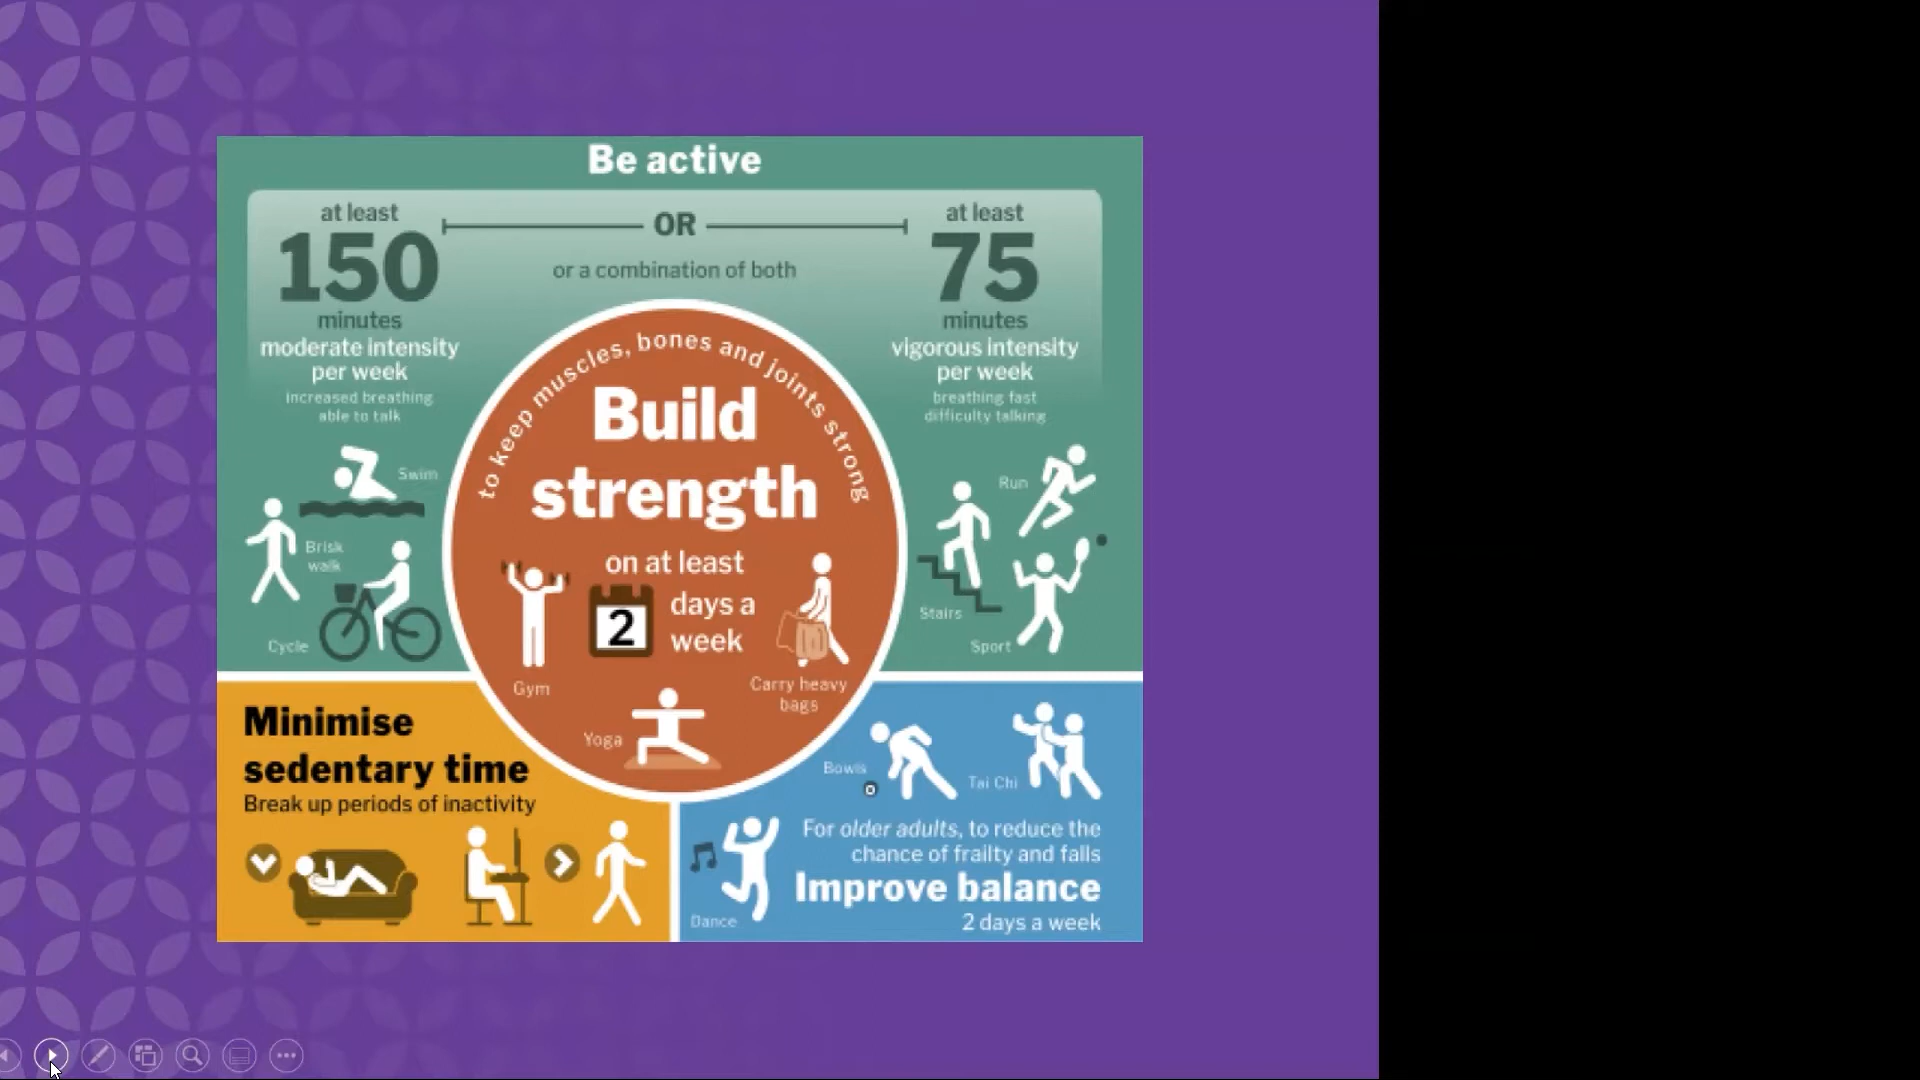 Be active
at least
150
minutes
moderate intensity
per week
increased breathing
able to talk
OR
or a combination of both
at least
75
minutes
vigorous intensity
per week
breathing fast
difficulty talking
Swim
Brisk
walk
Cycle
to keep muscles, bones and joints strong
Build
strength
on at least
2
days a
week
Gym
Carry heavy
bags
Yoga
Run
Stairs
Sport
Minimise
sedentary time
Break up periods of inactivity
Bowls
Tai Chi
Dance
For older adults, to reduce the
chance of frailty and falls
Improve balance
2 days a week